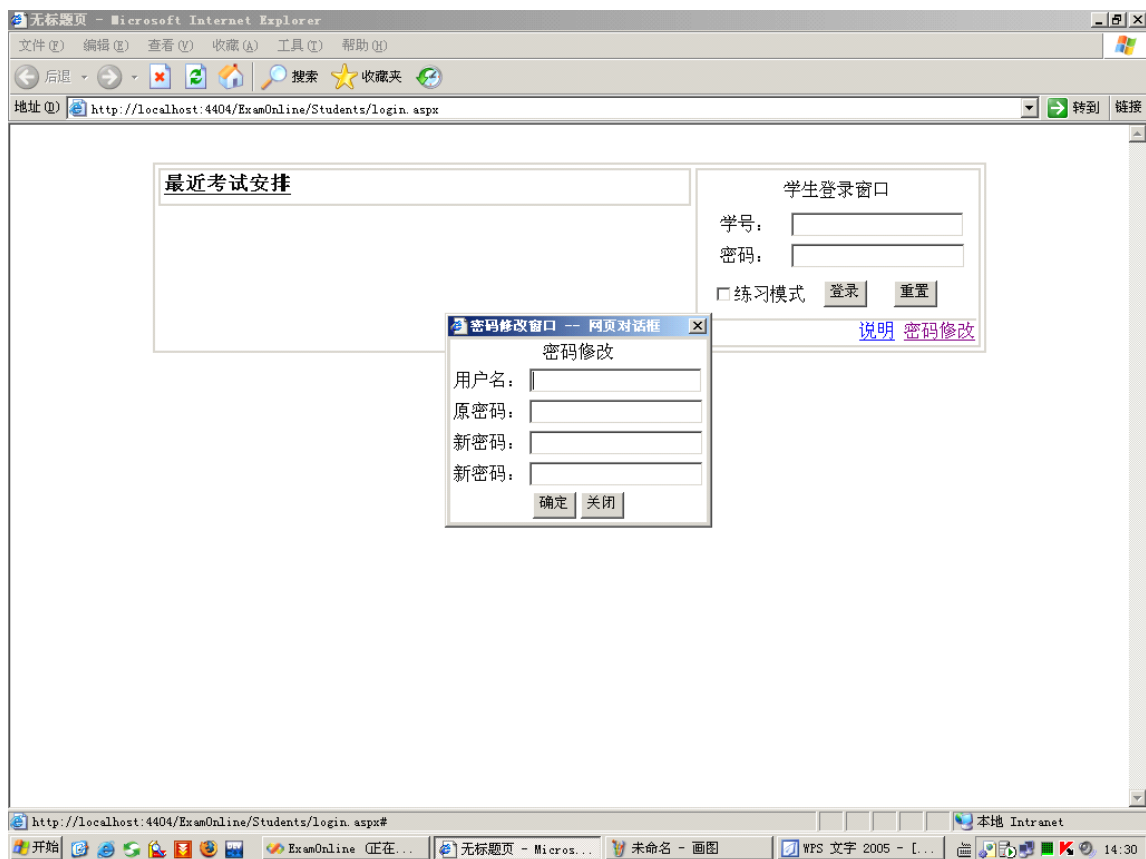 无标题页 - Microsoft Internet Explorer
文件(F) 编辑(E) 查看(V) 收藏(A) 工具(T) 帮助(H)
后退 搜索 收藏夹
地址(D) http://localhost:4404/ExamOnline/Students/login.aspx 转到 链接
最近考试安排
学生登录窗口
学号：
密码：
练习模式 登录 重置
说明 密码修改
密码修改窗口 -- 网页对话框
密码修改
用户名：
原密码：
新密码：
新密码：
确定 关闭
http://localhost:4404/ExamOnline/Students/login.aspx# 本地 Intranet
开始 ExamOnline (正在... 无标题页 - Micros... 未命名 - 画图 WPS 文字 2005 - [... 14:30